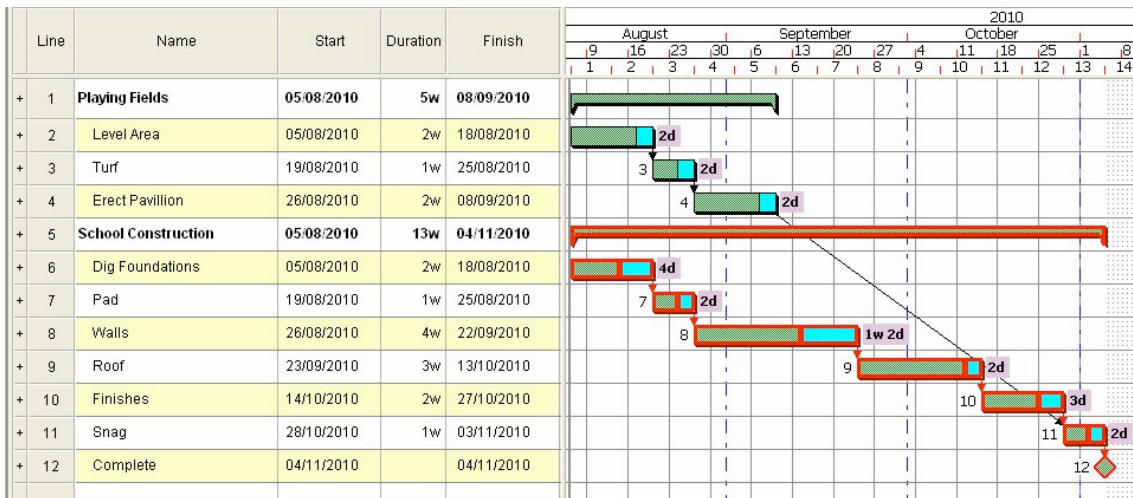 2010
August September October
Line Name Start Duration Finish
9 16 23 30 6 13 20 27 4 11 18 25 1 8
1 2 3 4 5 6 7 8 9 10 11 12 13 14
+ 1 Playing Fields 05/08/2010 5w 08/09/2010
+ 2 Level Area 05/08/2010 2w 18/08/2010 2d
+ 3 Turf 19/08/2010 1w 25/08/2010 3 2d
+ 4 Erect Pavillion 26/08/2010 2w 08/09/2010 4 2d
+ 5 School Construction 05/08/2010 13w 04/11/2010
+ 6 Dig Foundations 05/08/2010 2w 18/08/2010 4d
+ 7 Pad 19/08/2010 1w 25/08/2010 7 2d
+ 8 Walls 26/08/2010 4w 22/09/2010 8 1w 2d
+ 9 Roof 23/09/2010 3w 13/10/2010 9 2d
+ 10 Finishes 14/10/2010 2w 27/10/2010 10 3d
+ 11 Snag 28/10/2010 1w 03/11/2010 11 2d
+ 12 Complete 04/11/2010 04/11/2010 12